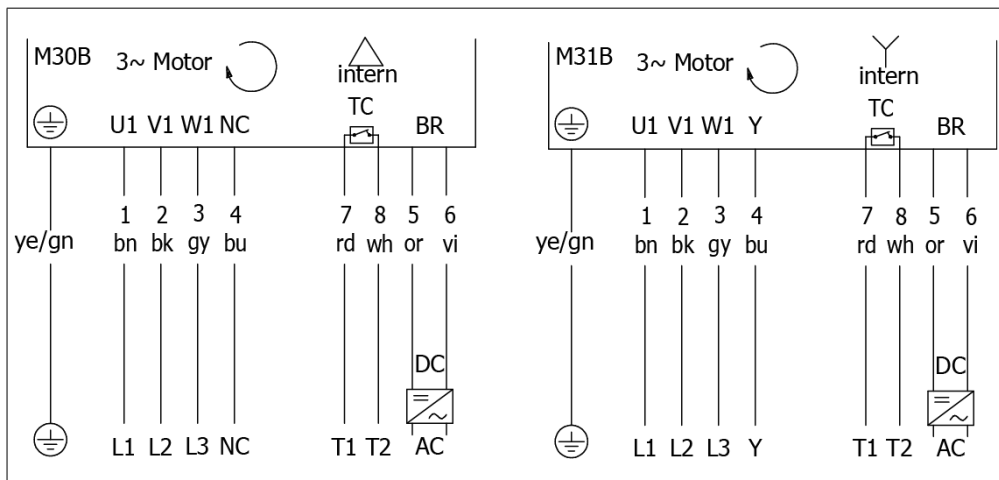 M30B 3~ Motor intern
TC
U1 V1 W1 NC BR
1 2 3 4 7 8 5 6
ye/gn bn bk gy bu rd wh or vi
DC
L1 L2 L3 NC T1 T2 AC
M31B 3~ Motor intern
TC
U1 V1 W1 Y BR
1 2 3 4 7 8 5 6
ye/gn bn bk gy bu rd wh or vi
DC
L1 L2 L3 Y T1 T2 AC